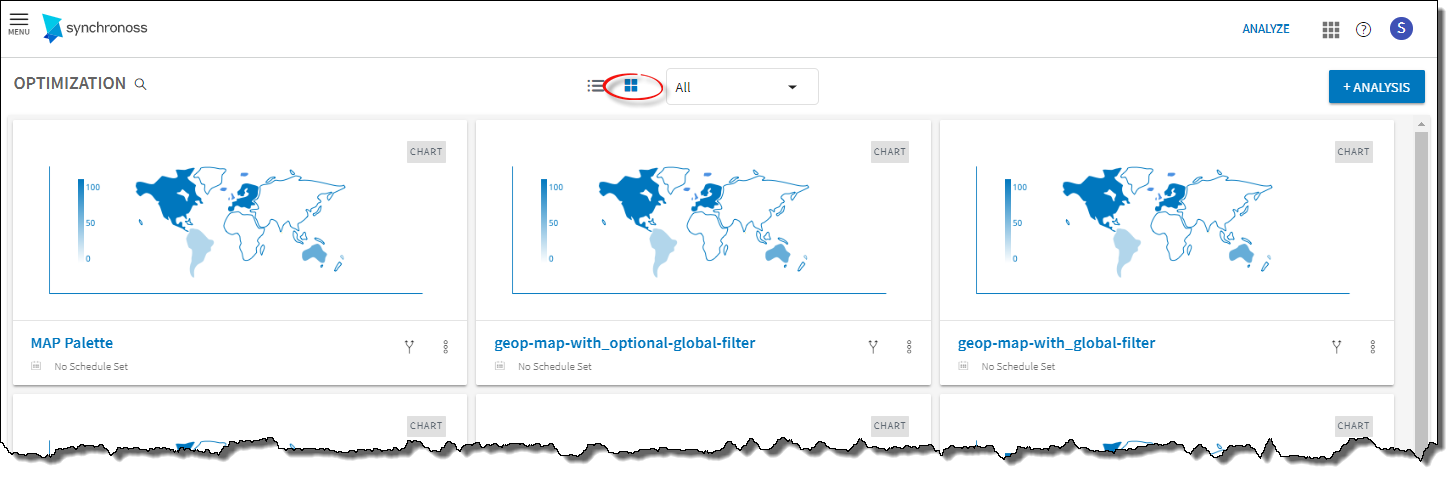 MENU
synchronoss
ANALYZE
?
S
OPTIMIZATION
All
+ ANALYSIS
CHART
CHART
CHART
100
50
0
100
50
0
100
50
0
MAP Palette
geop-map-with_optional-global-filter
geop-map-with_global-filter
No Schedule Set
No Schedule Set
No Schedule Set
CHART
CHART
CHART